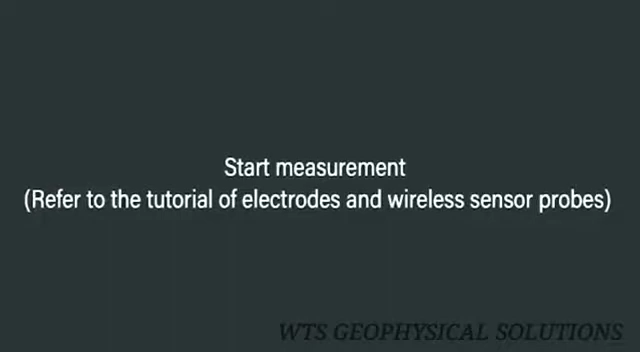 Start measurement
(Refer to the tutorial of electrodes and wireless sensor probes)
WTS GEOPHYSICAL SOLUTIONS